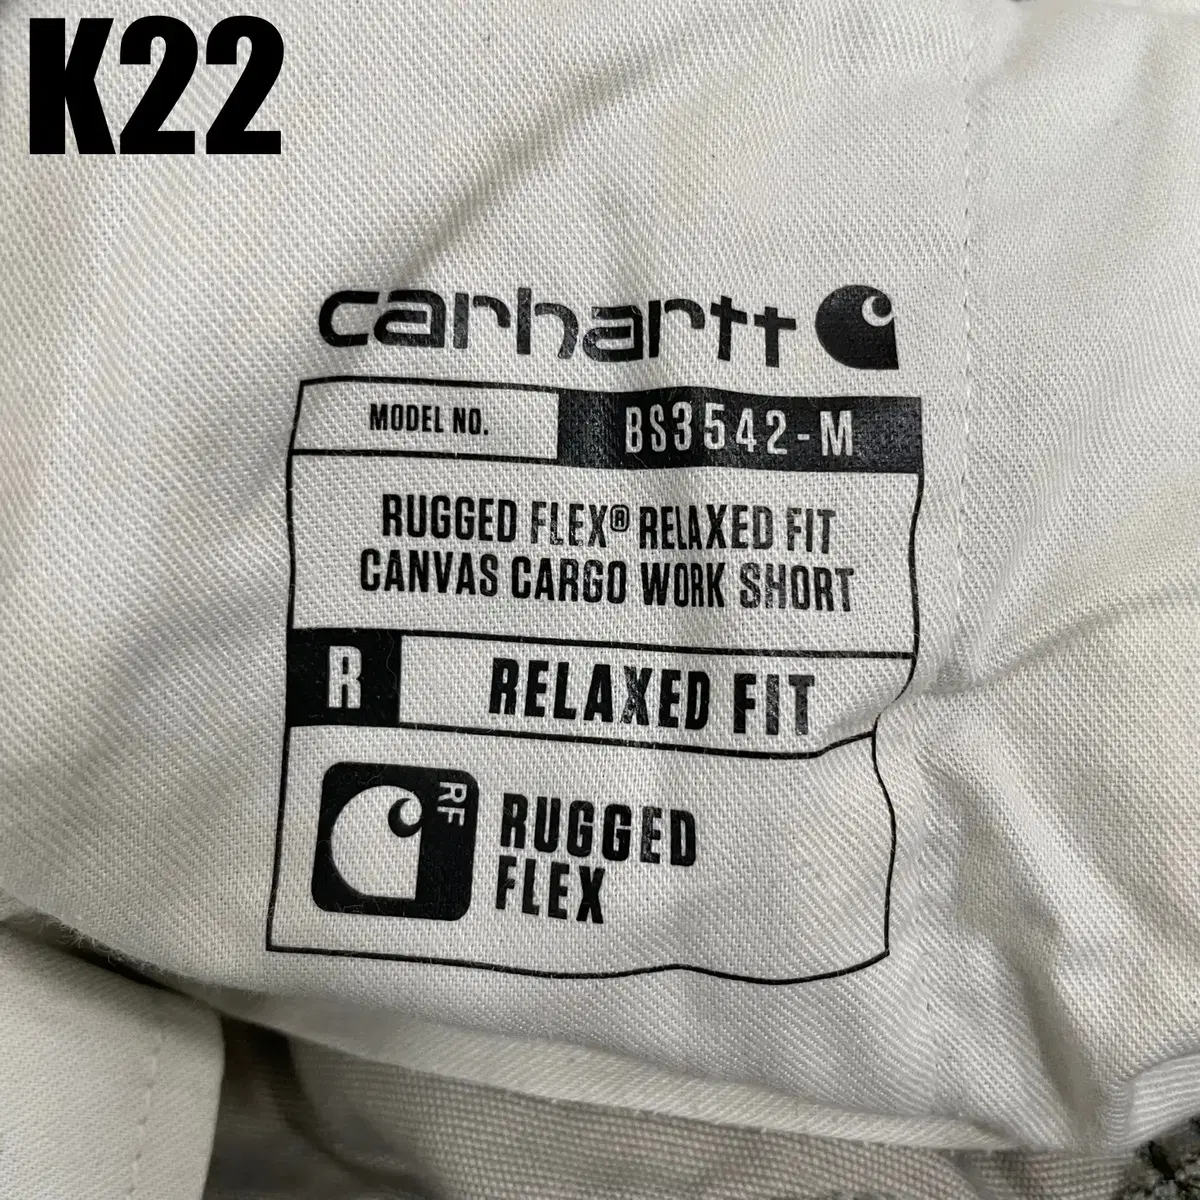 K22
carhartt
MODEL NO. BS3542-M
RUGGED FLEX® RELAXED FIT
CANVAS CARGO WORK SHORT
R RELAXED FIT
RF
RUGGED
FLEX